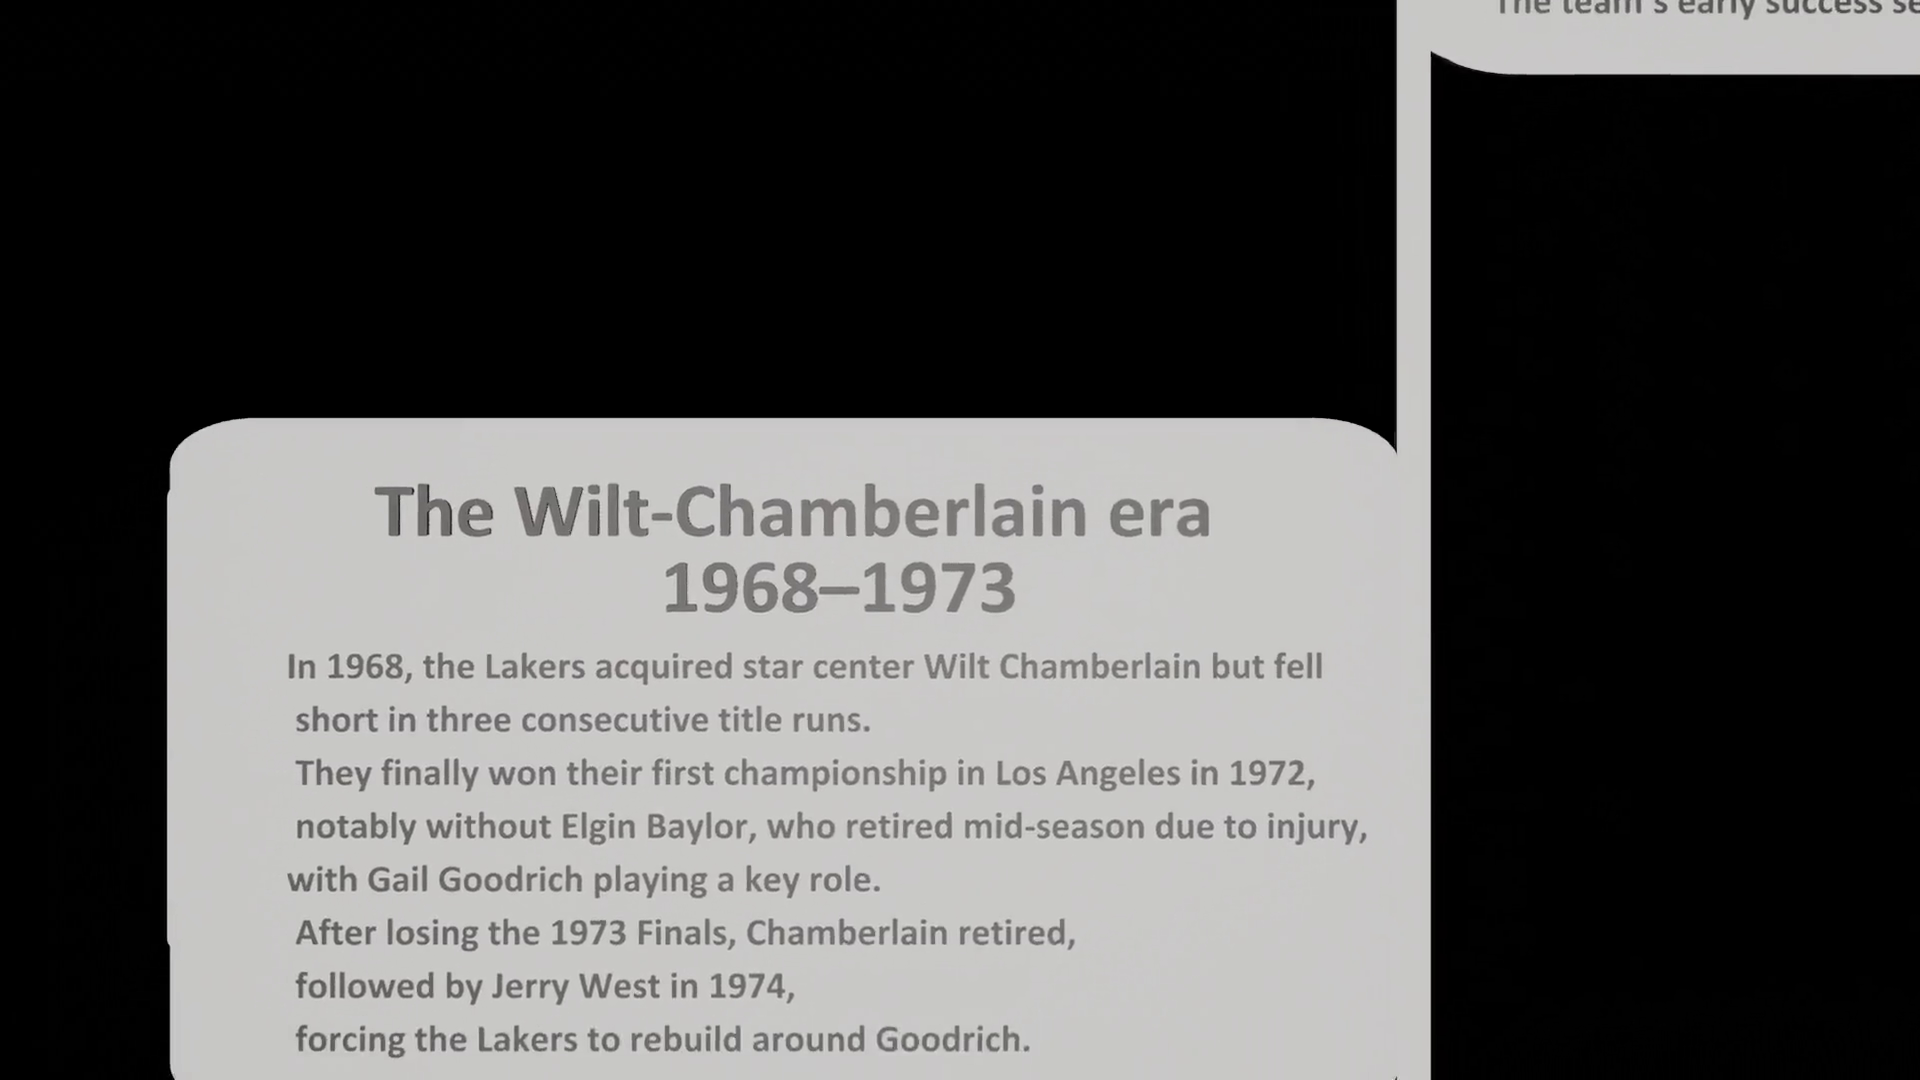 The team's early success se
The Wilt-Chamberlain era
1968–1973
In 1968, the Lakers acquired star center Wilt Chamberlain but fell
short in three consecutive title runs.
They finally won their first championship in Los Angeles in 1972,
notably without Elgin Baylor, who retired mid-season due to injury,
with Gail Goodrich playing a key role.
After losing the 1973 Finals, Chamberlain retired,
followed by Jerry West in 1974,
forcing the Lakers to rebuild around Goodrich.